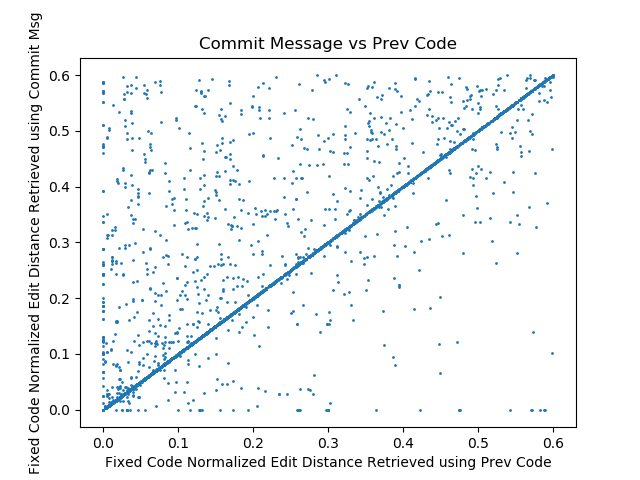 Commit Message vs Prev Code
Fixed Code Normalized Edit Distance Retrieved using Commit Msg
0.6
0.5
0.4
0.3
0.2
0.1
0.0
0.0 0.1 0.2 0.3 0.4 0.5 0.6
Fixed Code Normalized Edit Distance Retrieved using Prev Code